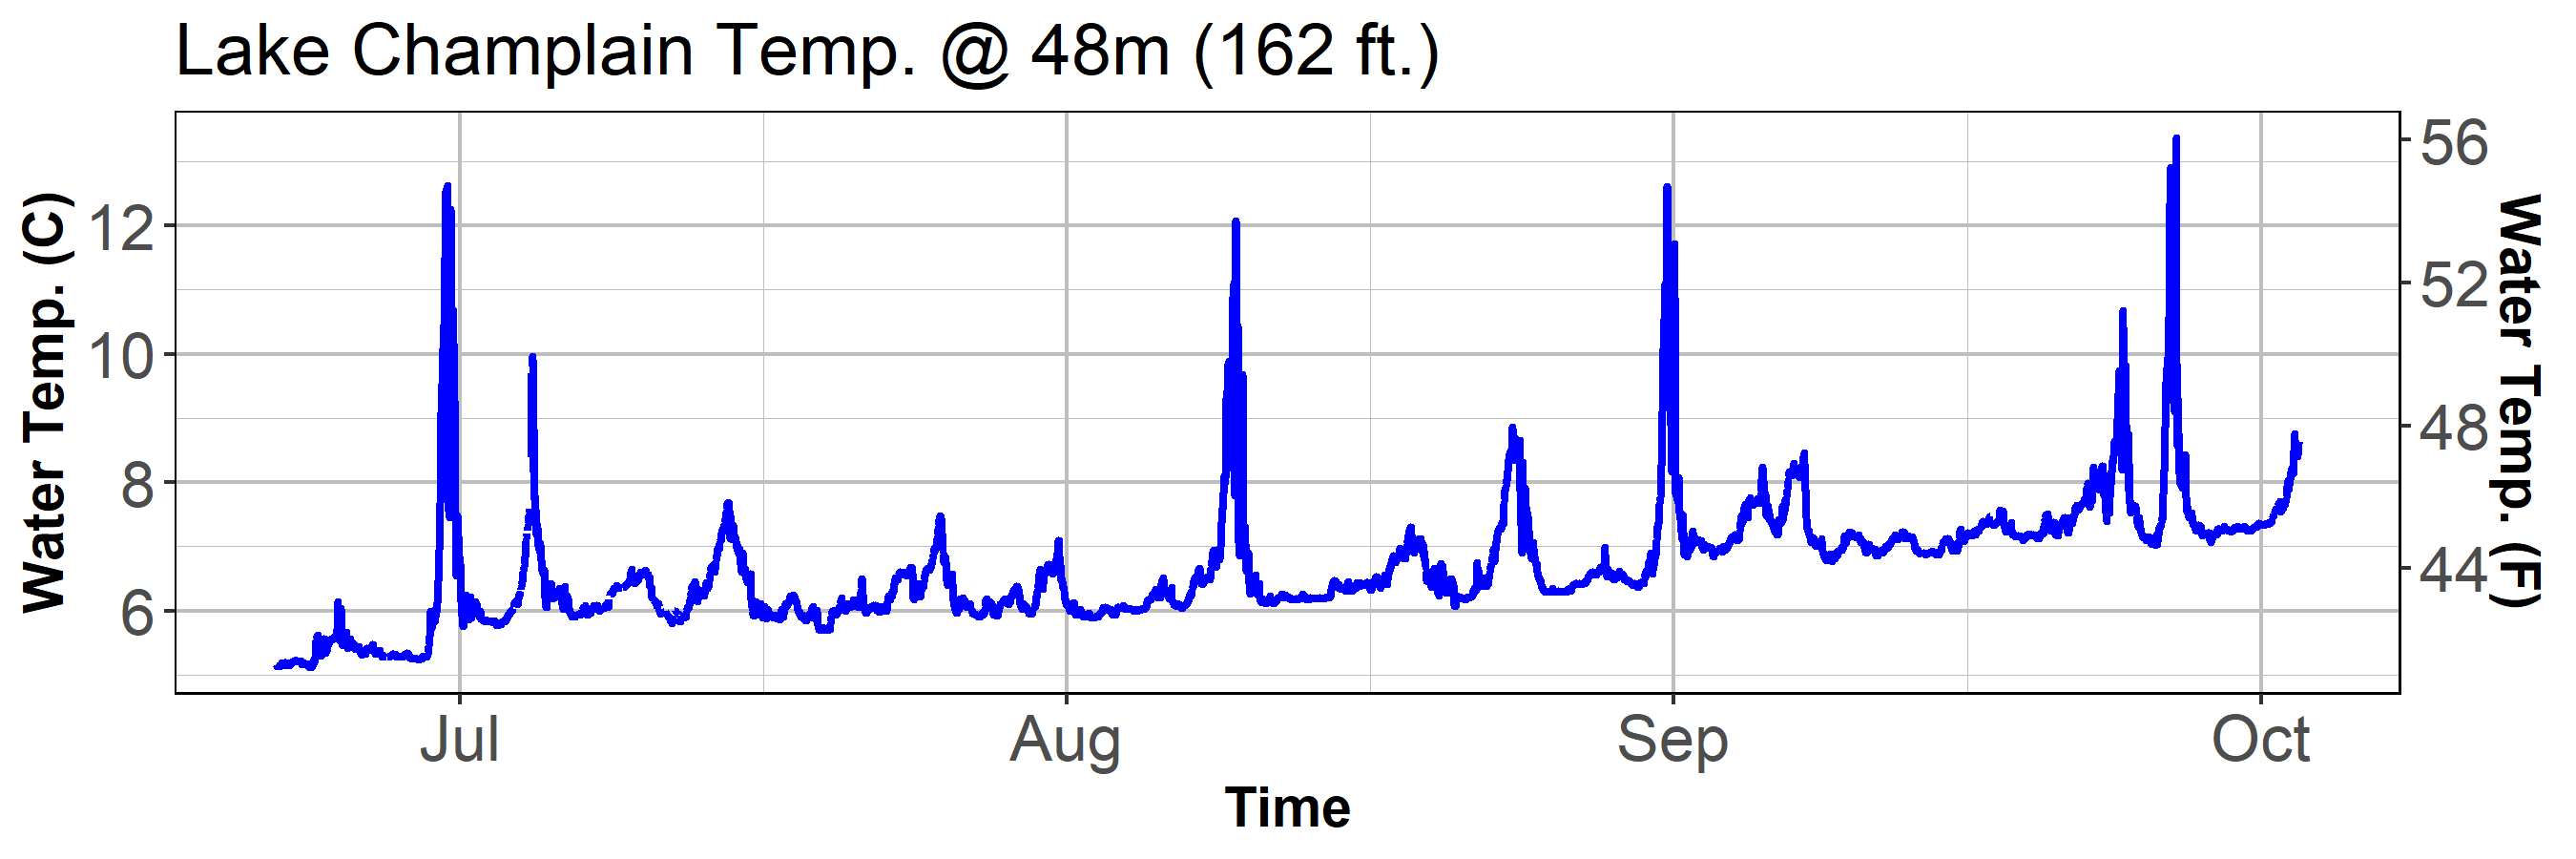 Lake Champlain Temp. @ 48m (162 ft.)
Water Temp. (C)
12
10
8
6
56
52
48
44
Water Temp. (F)
Jul Aug Sep Oct
Time